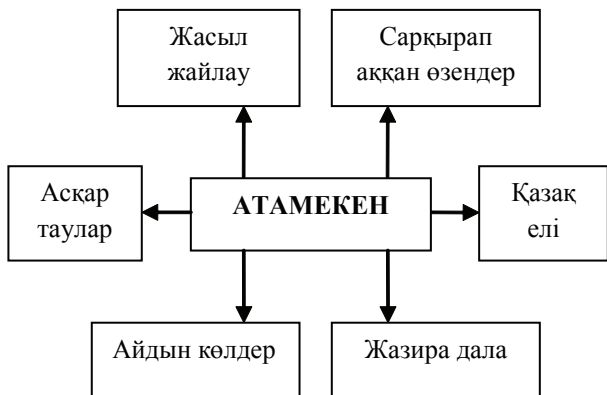 Жасыл
жайлау
Сарқырап
аққан өзендер
Асқар
таулар
АТАМЕКЕН
Қазақ
елі
Айдын көлдер
Жазира дала